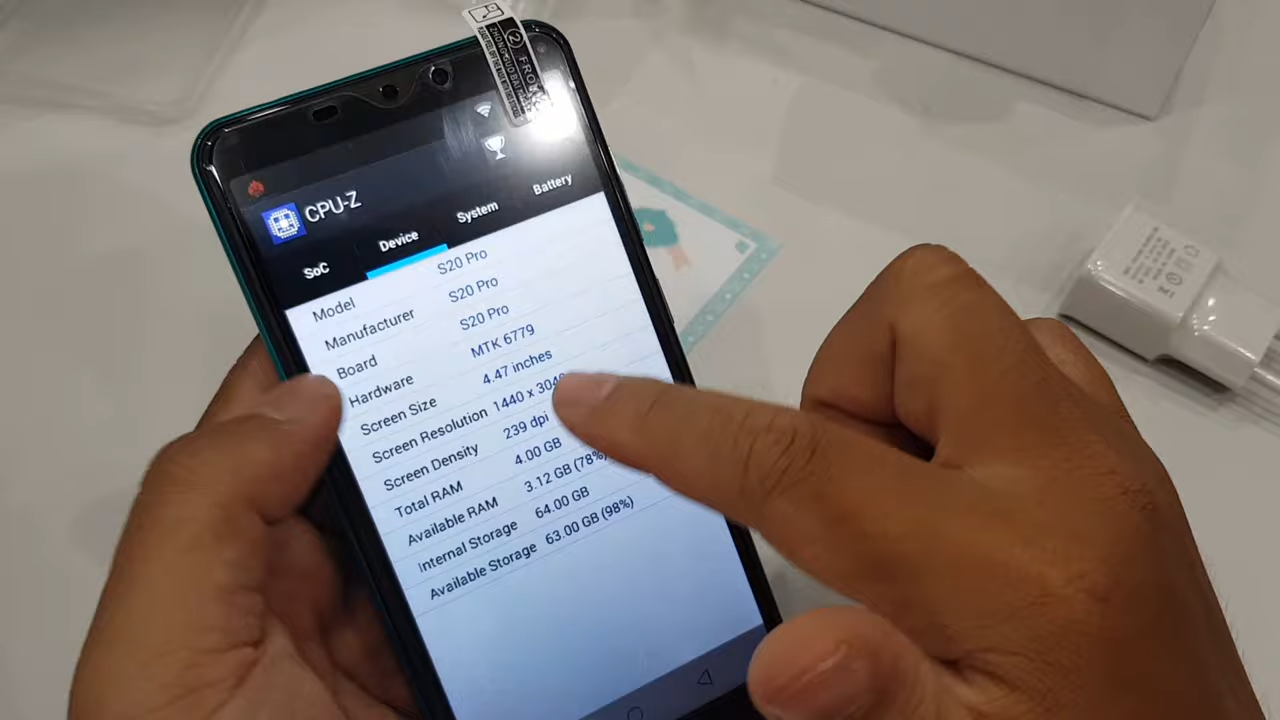 ② FRONT
CPU-Z
SoC
Device
System
Battery
Model S20 Pro
Manufacturer S20 Pro
Board S20 Pro
Hardware MTK 6779
Screen Size 4.47 inches
Screen Resolution 1440 x 3040
Screen Density 239 dpi
Total RAM 4.00 GB
Available RAM 3.12 GB (78%)
Internal Storage 64.00 GB
Available Storage 63.00 GB (98%)